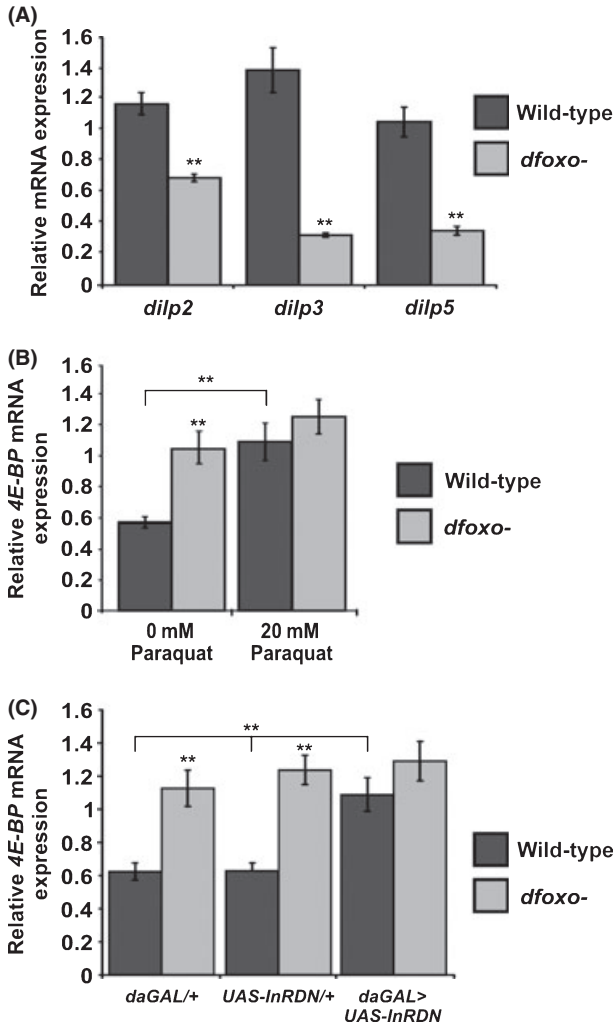 (A)
Relative mRNA expression
1.6
1.4
1.2
1
0.8
0.6
0.4
0.2
0
**
**
**
dilp2
dilp3
dilp5
Wild-type
dfoxo-
(B)
Relative 4E-BP mRNA
expression
1.6
1.4
1.2
1
0.8
0.6
0.4
0.2
0
**
**
0 mM
Paraquat
20 mM
Paraquat
Wild-type
dfoxo-
(C)
Relative 4E-BP mRNA
expression
1.6
1.4
1.2
1
0.8
0.6
0.4
0.2
0
**
**
**
daGAL/+
UAS-InRDN/+
daGAL>
UAS-InRDN
Wild-type
dfoxo-